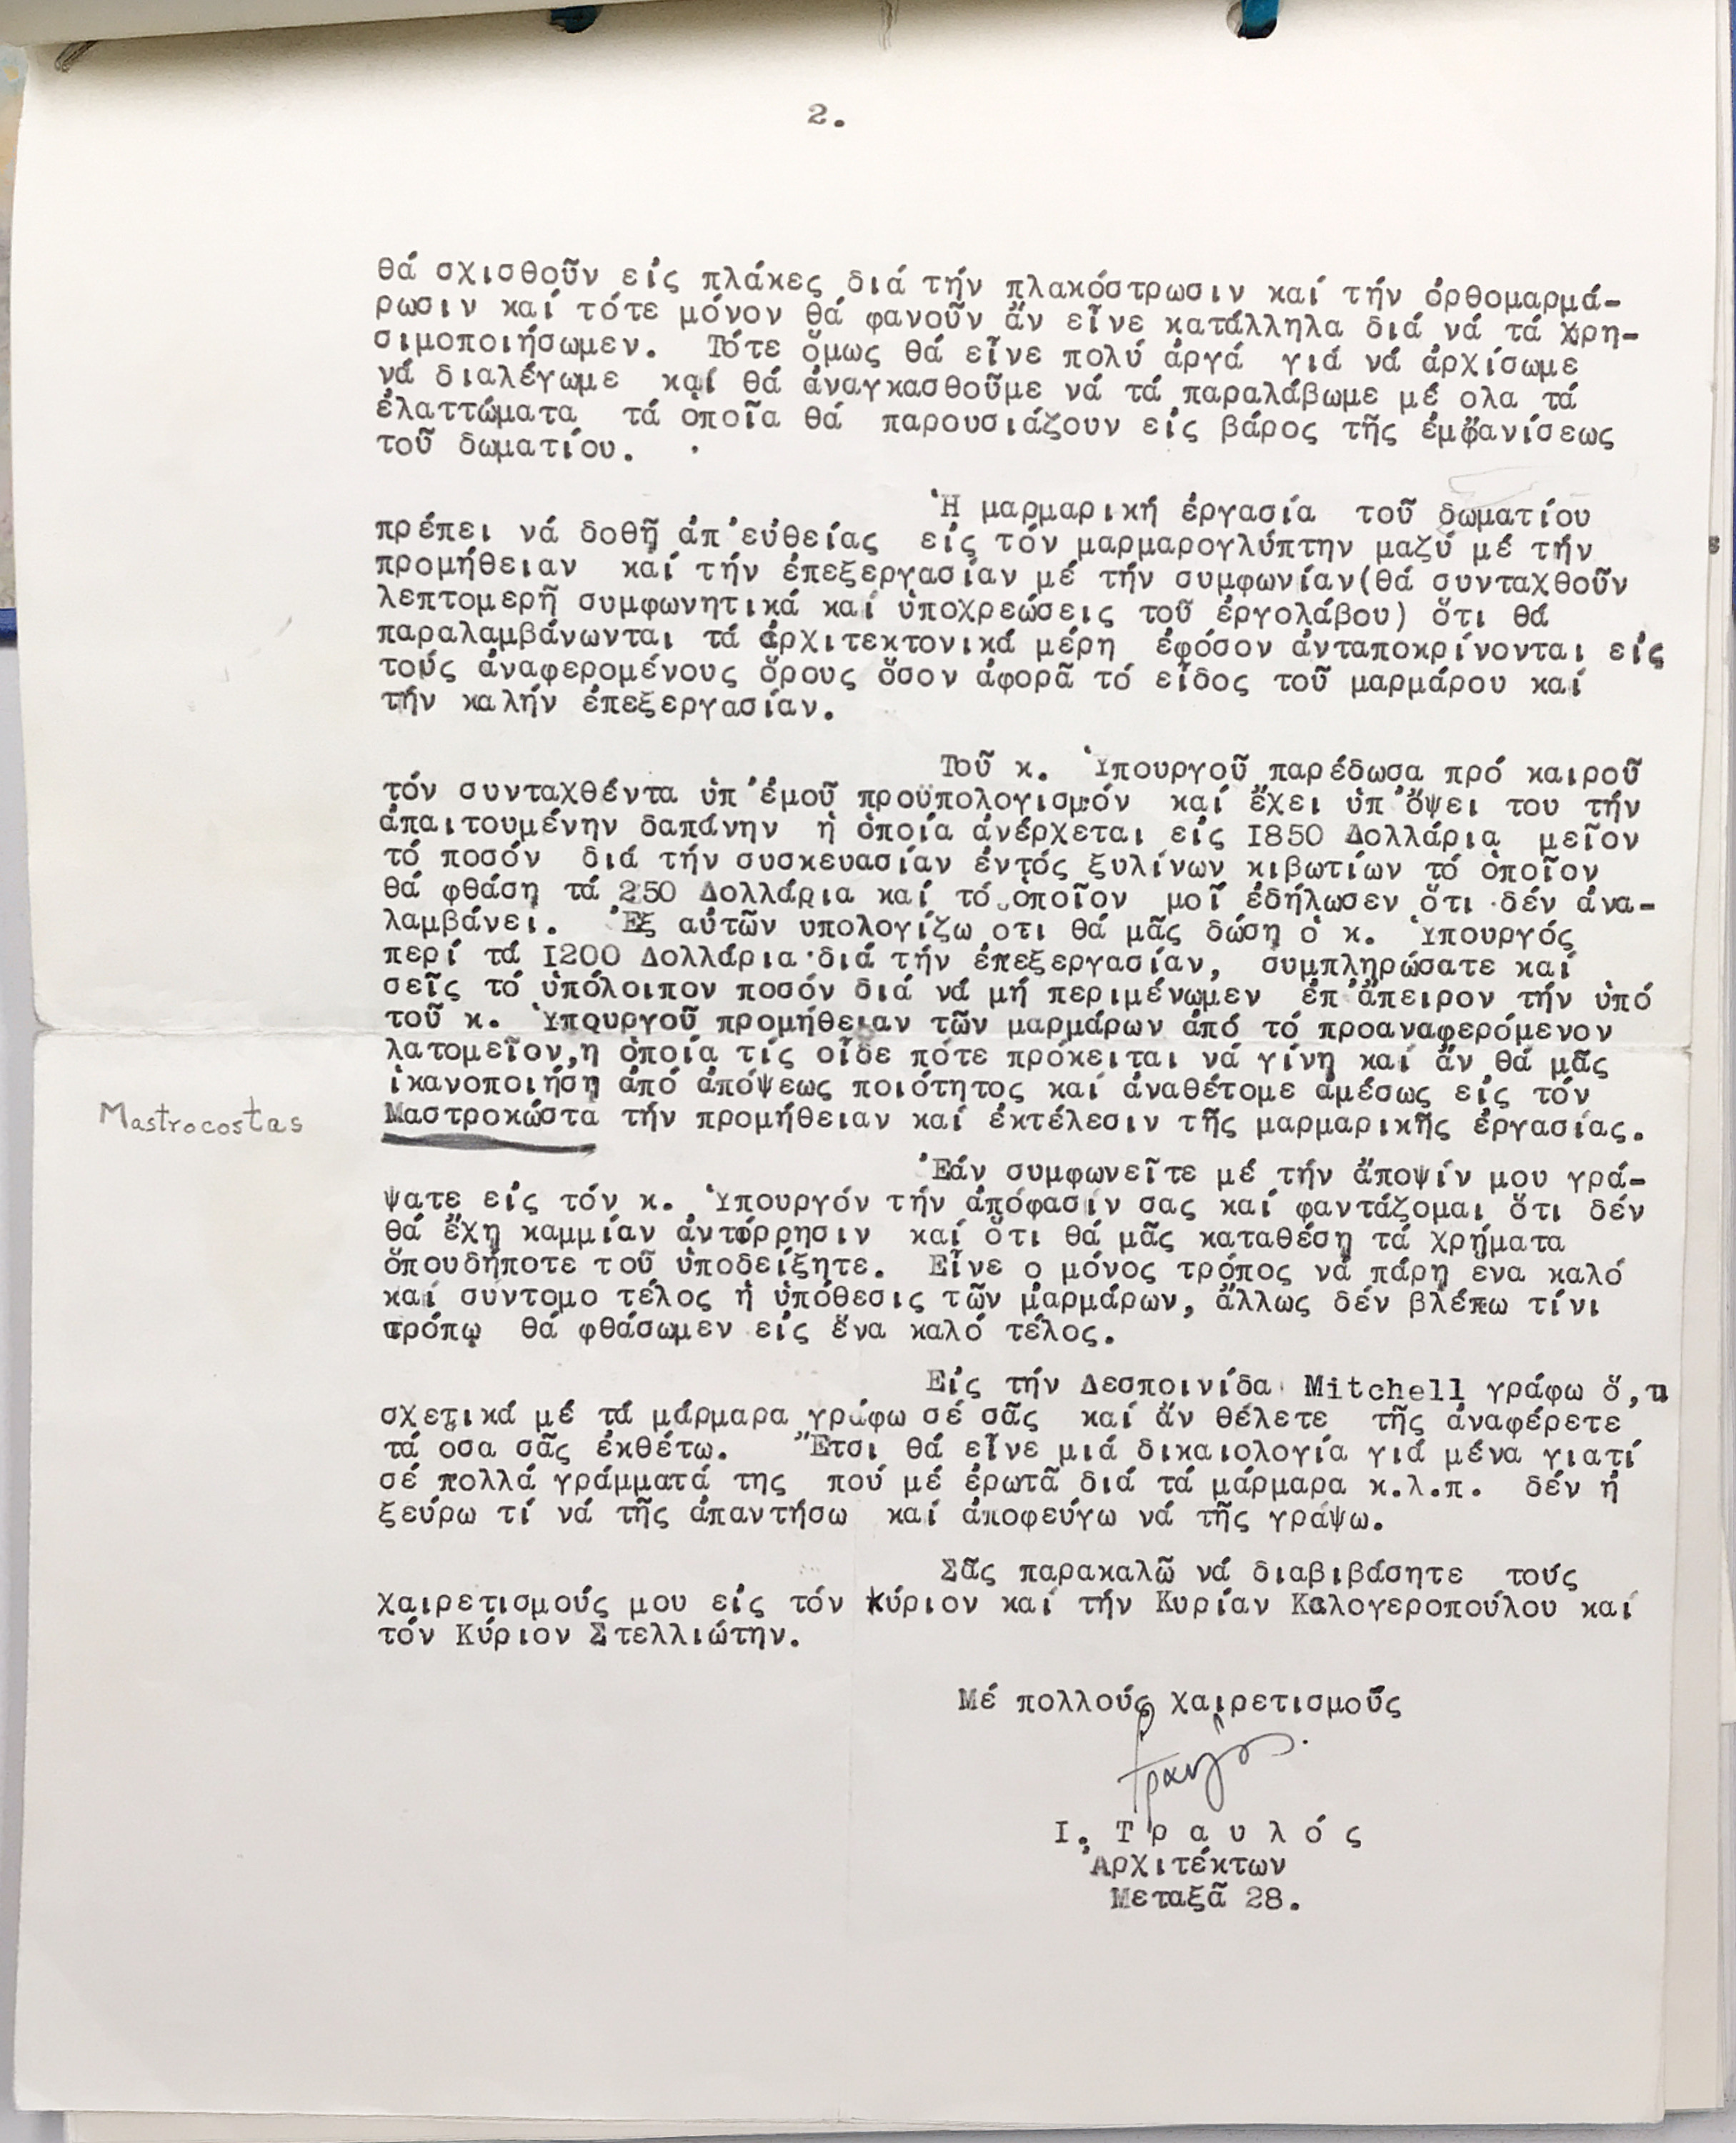 2.
θά σχισθοῦν εἰς πλάκες διά τήν πλακόστρωσιν καί τήν ὀρθομαρμά-
ρωσιν καί τότε μόνον θά φανοῦν ἄν εἶνε κατάλληλα διά νά τά χρη-
σιμοποιήσωμεν. Τότε ὅμως θά εἶνε πολύ ἀργά γιά νά ἀρχίσωμε
νά διαλέγωμε καί θά ἀναγκασθοῦμε νά τά παραλάβωμε μέ ολα τά
ἐλαττώματα τά ὁποῖα θά παρουσιάζουν εἰς βάρος τῆς ἐμφανίσεως
τοῦ δωματίου.
Ἡ μαρμαρική ἐργασία τοῦ δωματίου
πρέπει νά δοθῇ ἀπ'εὐθείας εἰς τόν μαρμαρογλύπτην μαζύ μέ τήν
προμήθειαν καί τήν ἐπεξεργασίαν μέ τήν συμφωνίαν(θά συνταχθοῦν
λεπτομερῆ συμφωνητικά καί ὑποχρεώσεις τοῦ ἐργολάβου) ὅτι θά
παραλαμβάνωνται τά ἀρχιτεκτονικά μέρη ἐφόσον ἀνταποκρίνονται εἰς
τούς ἀναφερομένους ὅρους ὅσον ἀφορᾶ τό εἶδος τοῦ μαρμάρου καί
τήν καλήν ἐπεξεργασίαν.
Τοῦ κ. Ὑπουργοῦ παρέδωσα πρό καιροῦ
τόν συνταχθέντα ὑπ'ἐμοῦ προϋπολογισμόν καί ἔχει ὑπ'ὄψει του τήν
ἀπαιτουμένην δαπάνην ἡ ὁποία ἀνέρχεται εἰς I850 Δολλάρια μεῖον
τό ποσόν διά τήν συσκευασίαν ἐντός ξυλίνων κιβωτίων τό ὁποῖον
θά φθάση τά 250 Δολλάρια καί τό ὁποῖον μοῖ ἐδήλωσεν ὅτι δέν ἀνα-
λαμβάνει. Ἐξ αὐτῶν υπολογίζω οτι θά μᾶς δώση ὁ κ. Ὑπουργός
περί τά I200 Δολλάρια διά τήν ἐπεξεργασίαν, συμπληρώσατε καί
σεῖς τό ὑπόλοιπον ποσόν διά νά μή περιμένωμεν ἐπ'ἄπειρον τήν ὑπό
τοῦ κ. Ὑπουργοῦ προμήθειαν τῶν μαρμάρων ἀπό τό προαναφερόμενον
λατομεῖον,η ὁποία τίς οἶδε πότε πρόκειται νά γίνη καί ἄν θά μᾶς
ἱκανοποιήση ἀπό ἀπόψεως ποιότητος καί ἀναθέτομε ἀμέσως εἰς τόν
Mastrocostas Μαστροκώστα τήν προμήθειαν καί ἐκτέλεσιν τῆς μαρμαρικῆς ἐργασίας.
Ἐάν συμφωνεῖτε μέ τήν ἄποψίν μου γρά-
ψατε εἰς τόν κ. Ὑπουργόν τήν ἀπόφασίν σας καί φαντάζομαι ὅτι δέν
θά ἔχη καμμίαν ἀντίρρησιν καί ὅτι θά μᾶς καταθέση τά χρήματα
ὅπουδήποτε τοῦ ὑποδείξητε. Εἶνε ο μόνος τρόπος νά πάρη ενα καλό
καί σύντομο τέλος ἡ ὑπόθεσις τῶν μαρμάρων, ἄλλως δέν βλέπω τίνι
τρόπῳ θά φθάσωμεν εἰς ἕνα καλό τέλος.
Εἰς τήν Δεσποινίδα Mitchell γράφω ὅ,τι
σχετικά μέ τά μάρμαρα γράφω σέ σᾶς καί ἄν θέλετε τῆς ἀναφέρετε
τά οσα σᾶς ἐκθέτω. Ἔτσι θά εἶνε μιά δικαιολογία γιά μένα γιατί
σέ πολλά γράμματά της πού μέ ἐρωτᾶ διά τά μάρμαρα κ.λ.π. δέν ἠ
ξεύρω τί νά τῆς ἀπαντήσω καί ἀποφεύγω νά τῆς γράψω.
Σᾶς παρακαλῶ νά διαβιβάσητε τούς
χαιρετισμούς μου εἰς τόν Κύριον καί τήν Κυρίαν Καλογεροπούλου καί
τόν Κύριον Στελλιώτην.
Μέ πολλούς χαιρετισμούς
Τραυλός.
Ι. Τ ρ α υ λ ό ς
Ἀρχιτέκτων
Μεταξᾶ 28.